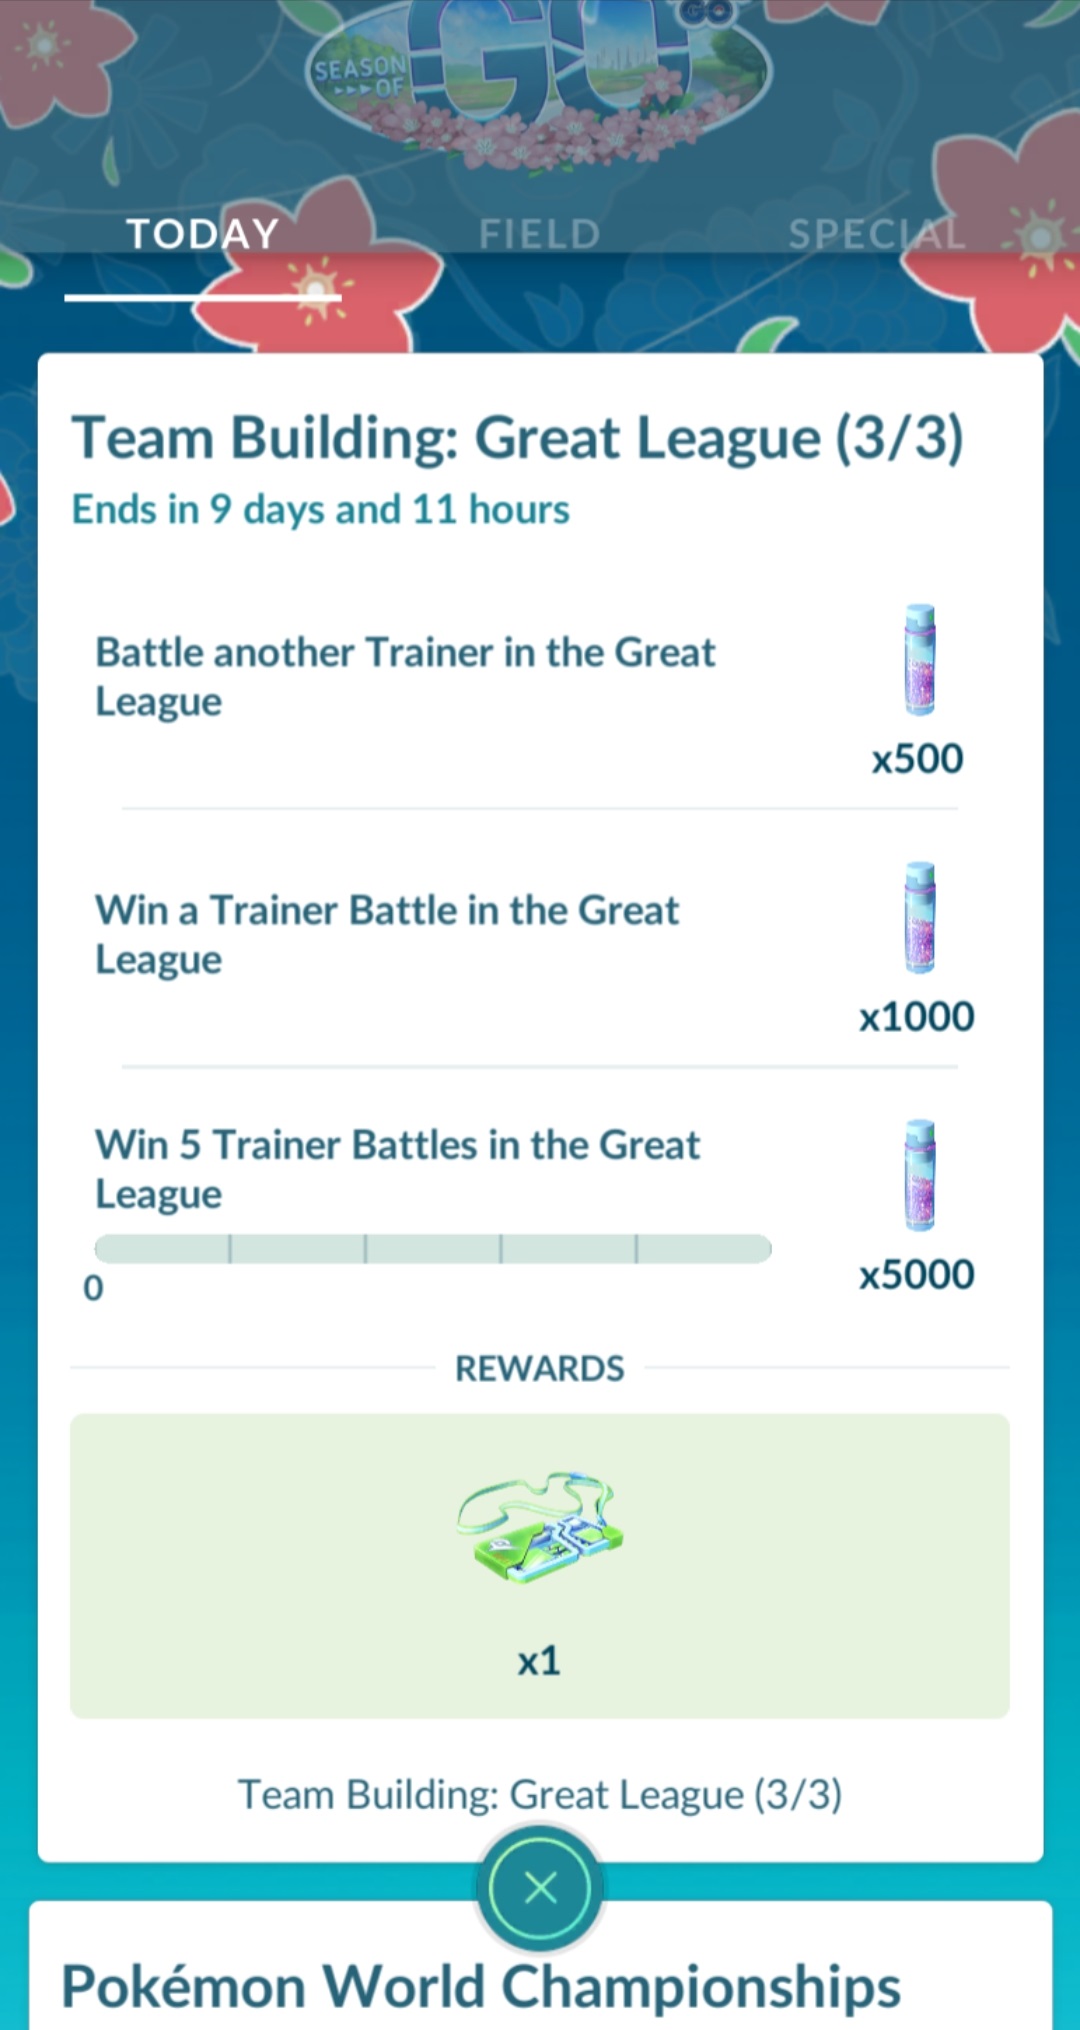 SEASON
OF
GO
GO
TODAY
FIELD
SPECIAL
Team Building: Great League (3/3)
Ends in 9 days and 11 hours
Battle another Trainer in the Great
League
x500
Win a Trainer Battle in the Great
League
x1000
Win 5 Trainer Battles in the Great
League
0
x5000
REWARDS
x1
Team Building: Great League (3/3)
Pokémon World Championships